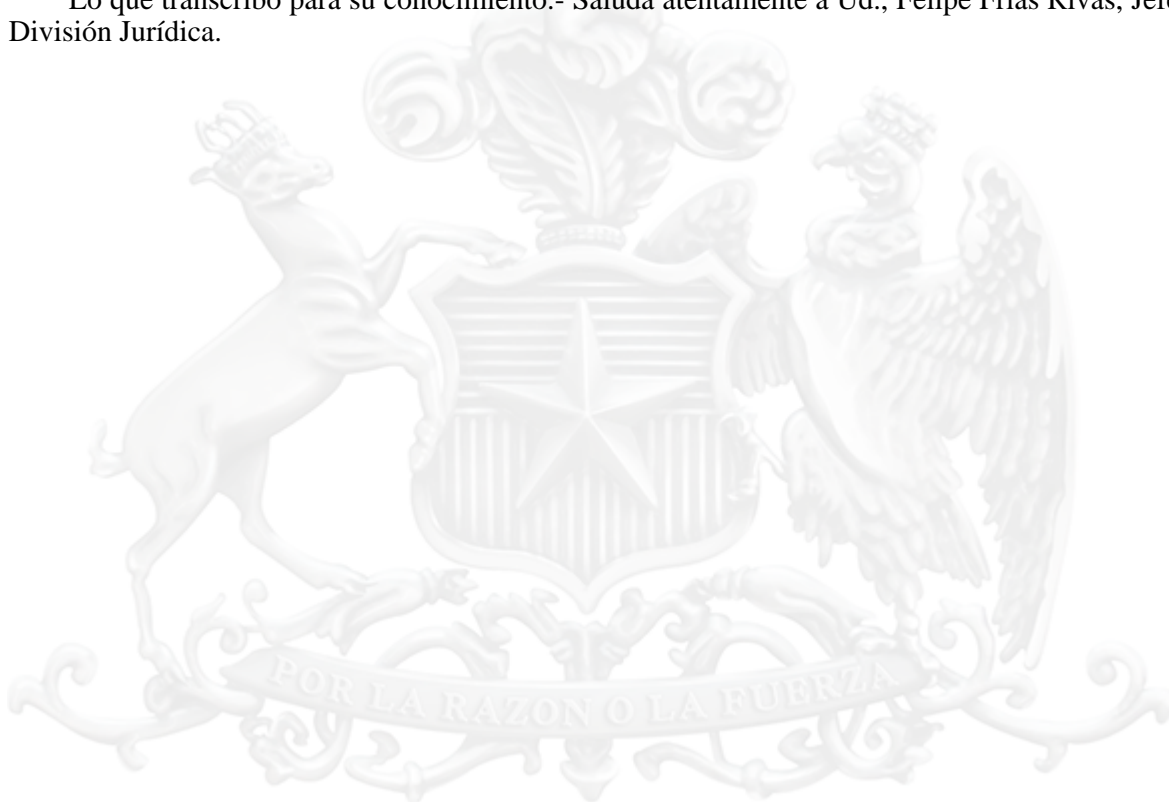 Lo que transcribo para su conocimiento.- Saluda atentamente a Ud., Felipe Frías Rivas,
División Jurídica.
POR LA RAZON O LA FUERZA